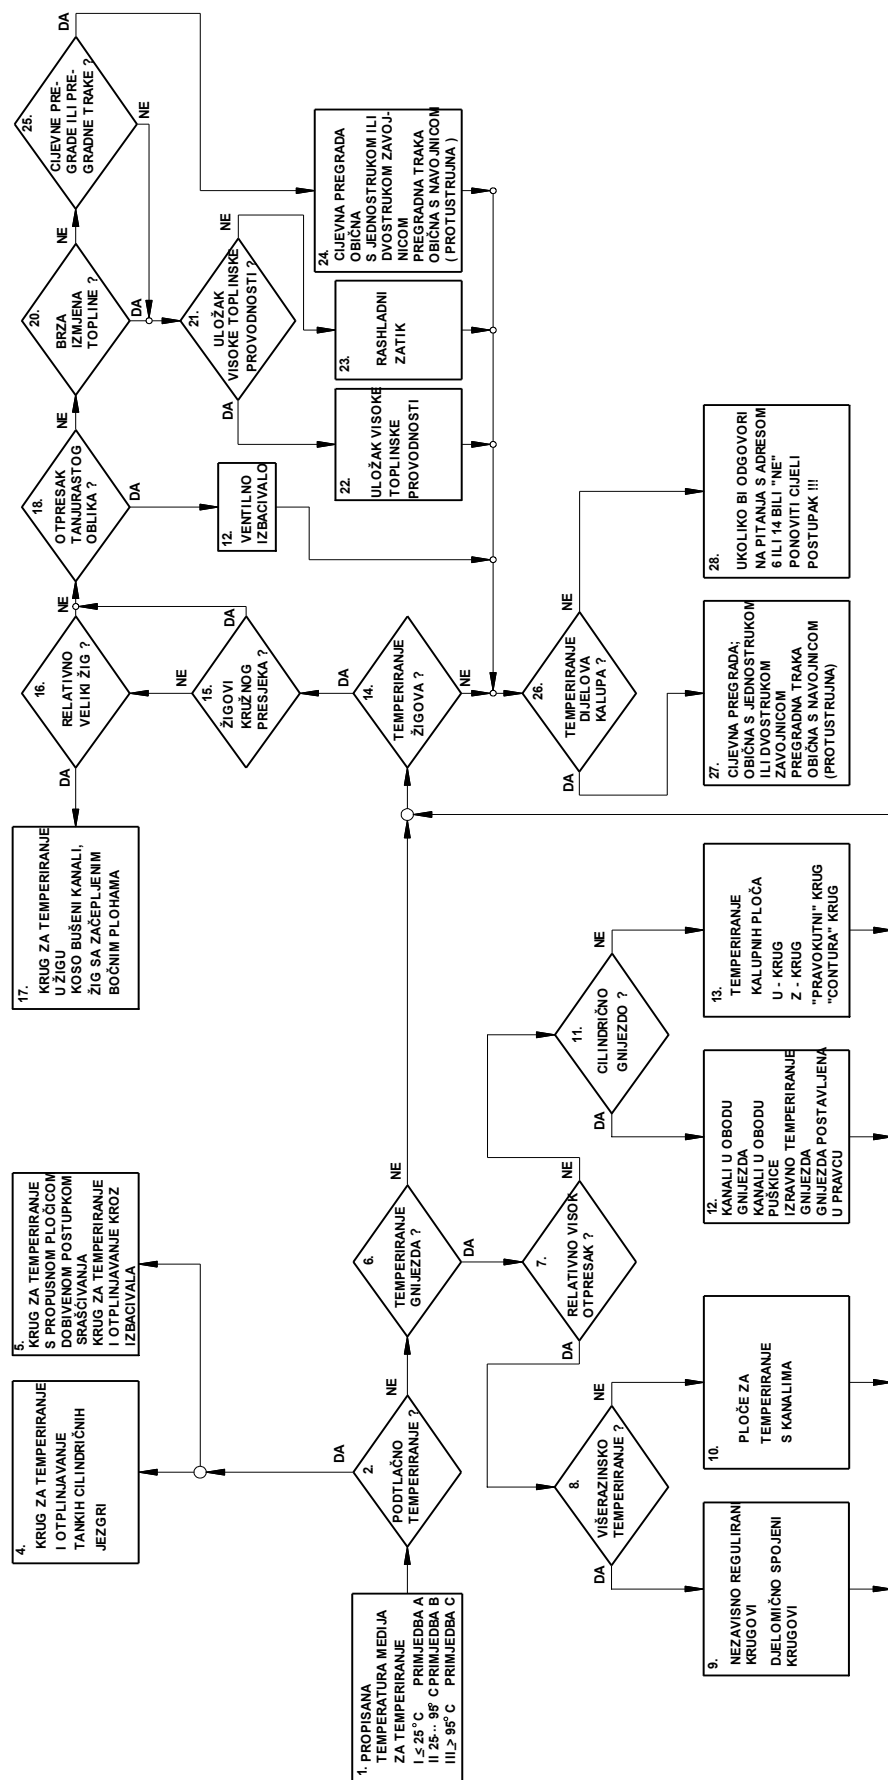 1. PROPISANA
TEMPERATURA MEDIJA
ZA TEMPERIRANJE
I ≤ 25°C PRIMJEDBA A
II 25... 95°C PRIMJEDBA B
III > 95°C PRIMJEDBA C
2.
PODTLAČNO
TEMPERIRANJE ?
DA
NE
4.
KRUG ZA TEMPERIRANJE
I OTPLINJAVANJE
TANKIH CILINDRIČNIH
JEZGRI
5.
KRUG ZA TEMPERIRANJE
S PROPUSNOM PLOČICOM
DOBIVENOM POSTUPKOM
SRAŠĆIVANJA
KRUG ZA TEMPERIRANJE
I OTPLINJAVANJE KROZ
IZBACIVALA
6.
TEMPERIRANJE
GNIJEZDA ?
NE
DA
7.
RELATIVNO VISOK
OTPRESAK ?
DA
NE
8.
VIŠERAZINSKO
TEMPERIRANJE ?
DA
NE
9.
NEZAVISNO REGULIRANI
KRUGOVI
DJELOMIČNO SPOJENI
KRUGOVI
10.
PLOČE ZA
TEMPERIRANJE
S KANALIMA
11.
CILINDRIČNO
GNIJEZDO ?
DA
NE
12.
KANALI U OBODU
GNIJEZDA
KANALI U OBODU
PUŠKICE
IZRAVNO TEMPERIRANJE
GNIJEZDA
GNIJEZDA POSTAVLJENA
U PRAVCU
13.
TEMPERIRANJE
KALUPNIH PLOČA
U - KRUG
Z - KRUG
"PRAVOKUTNI" KRUG
"CONTURA" KRUG
14.
TEMPERIRANJE
ŽIGOVA ?
DA
NE
15.
ŽIGOVI
KRUŽNOG
PRESJEKA ?
NE
DA
16.
RELATIVNO
VELIKI ŽIG ?
DA
NE
17.
KRUG ZA TEMPERIRANJE
U ŽIGU
KOSO BUŠENI KANALI,
ŽIG SA ZAČEPLJENIM
BOČNIM PLOHAMA
18.
OTPRESAK
TANJURASTOG
OBLIKA ?
NE
DA
12.
VENTILNO
IZBACIVALO
20.
BRZA
IZMJENA
TOPLINE ?
NE
DA
25.
CIJEVNE PRE-
GRADE ILI PRE-
GRADNE TRAKE ?
DA
NE
21.
ULOŽAK
VISOKE TOPLINSKE
PROVODNOSTI ?
DA
NE
22.
ULOŽAK VISOKE
TOPLINSKE
PROVODNOSTI
23.
RASHLADNI
ZATIK
24.
CIJEVNA PREGRADA
OBIČNA
S JEDNOSTRUKOM ILI
DVOSTRUKOM ZAVOJ-
NICOM
PREGRADNA TRAKA
OBIČNA S NAVOJNICOM
( PROTUSTRUJNA )
26.
TEMPERIRANJE
DIJELOVA
KALUPA ?
DA
NE
27.
CIJEVNA PREGRADA;
OBIČNA S JEDNOSTRUKOM
ILI DVOSTRUKOM
ZAVOJNICOM
PREGRADNA TRAKA
OBIČNA S NAVOJNICOM
(PROTUSTRUJNA)
28.
UKOLIKO BI ODGOVORI
NA PITANJA S ADRESOM
6 ILI 14 BILI "NE"
PONOVITI CIJELI
POSTUPAK !!!